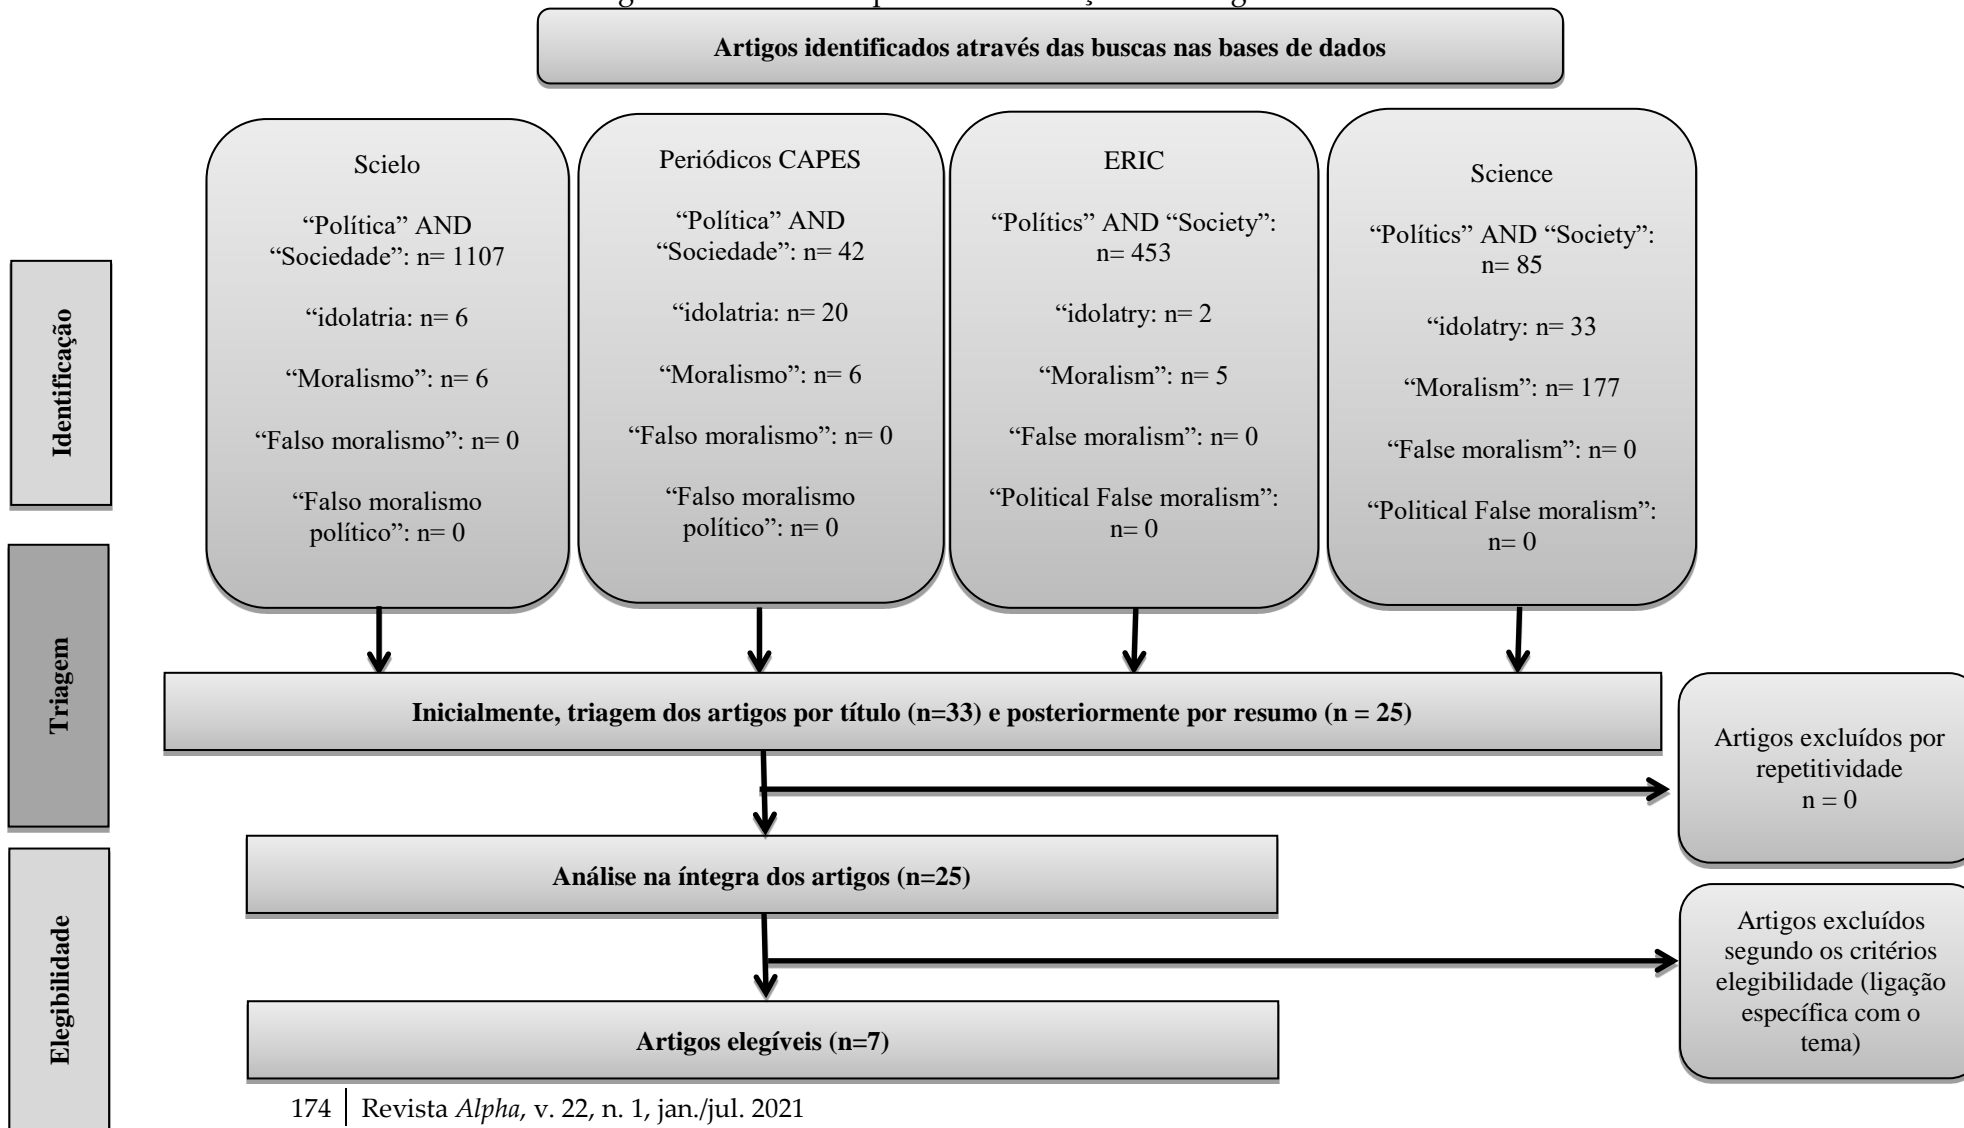 Artigos identificados através das buscas nas bases de dados
Scielo
“Política” AND
“Sociedade”: n= 1107
“idolatria: n= 6
“Moralismo”: n= 6
“Falso moralismo”: n= 0
“Falso moralismo
político”: n= 0
Periódicos CAPES
“Política” AND
“Sociedade”: n= 42
“idolatria: n= 20
“Moralismo”: n= 6
“Falso moralismo”: n= 0
“Falso moralismo
político”: n= 0
ERIC
“Polítics” AND “Society”:
n= 453
“idolatry: n= 2
“Moralism”: n= 5
“False moralism”: n= 0
“Political False moralism”:
n= 0
Science
“Polítics” AND “Society”:
n= 85
“idolatry: n= 33
“Moralism”: n= 177
“False moralism”: n= 0
“Political False moralism”:
n= 0
Identificação
Triagem
Inicialmente, triagem dos artigos por título (n=33) e posteriormente por resumo (n = 25)
Artigos excluídos por
repetitividade
n = 0
Análise na íntegra dos artigos (n=25)
Elegibilidade
Artigos excluídos
segundo os critérios
elegibilidade (ligação
específica com o
tema)
Artigos elegíveis (n=7)
174 Revista Alpha, v. 22, n. 1, jan./jul. 2021